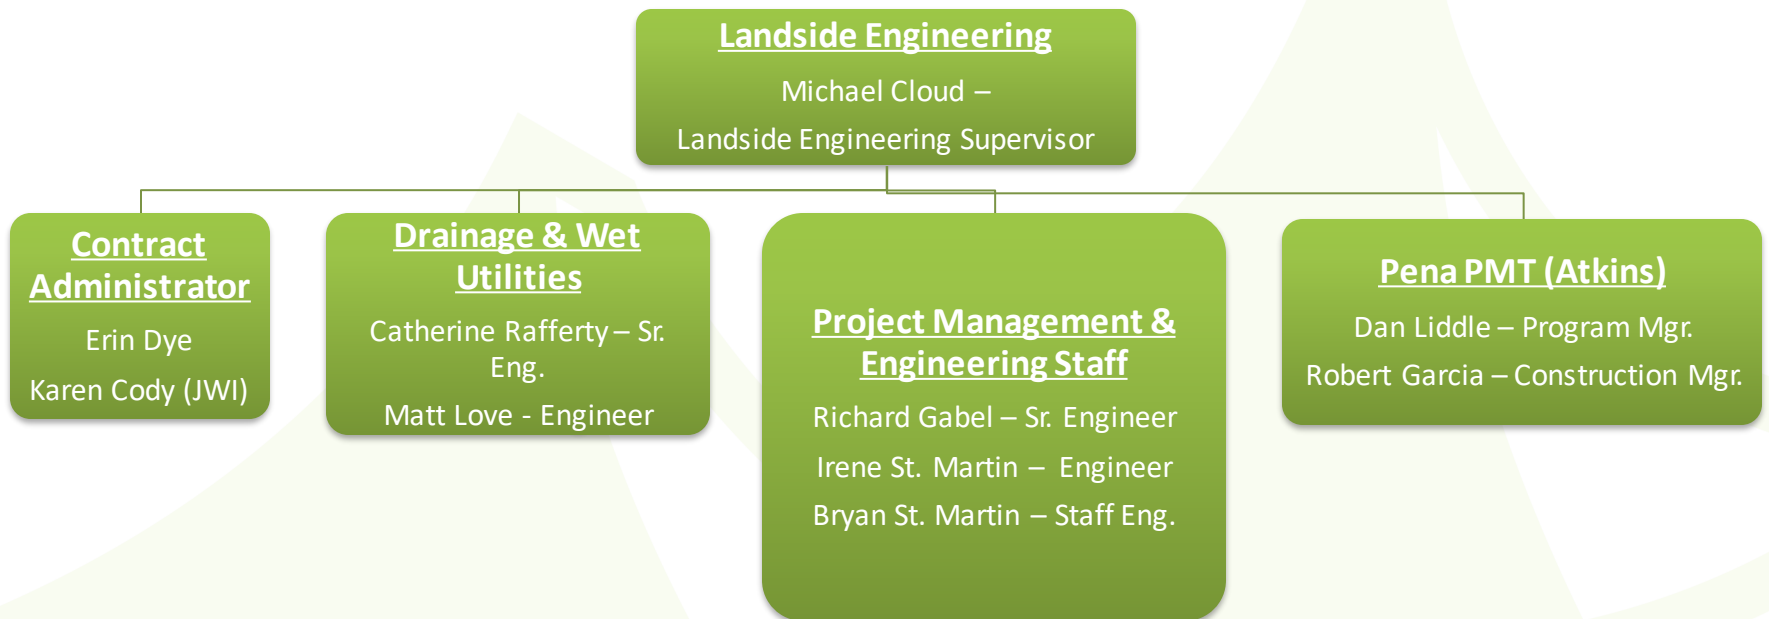 Landside Engineering
Michael Cloud –
Landside Engineering Supervisor
Contract
Administrator
Erin Dye
Karen Cody (JWI)
Drainage & Wet
Utilities
Catherine Rafferty – Sr.
Eng.
Matt Love - Engineer
Project Management &
Engineering Staff
Richard Gabel – Sr. Engineer
Irene St. Martin – Engineer
Bryan St. Martin – Staff Eng.
Pena PMT (Atkins)
Dan Liddle – Program Mgr.
Robert Garcia – Construction Mgr.